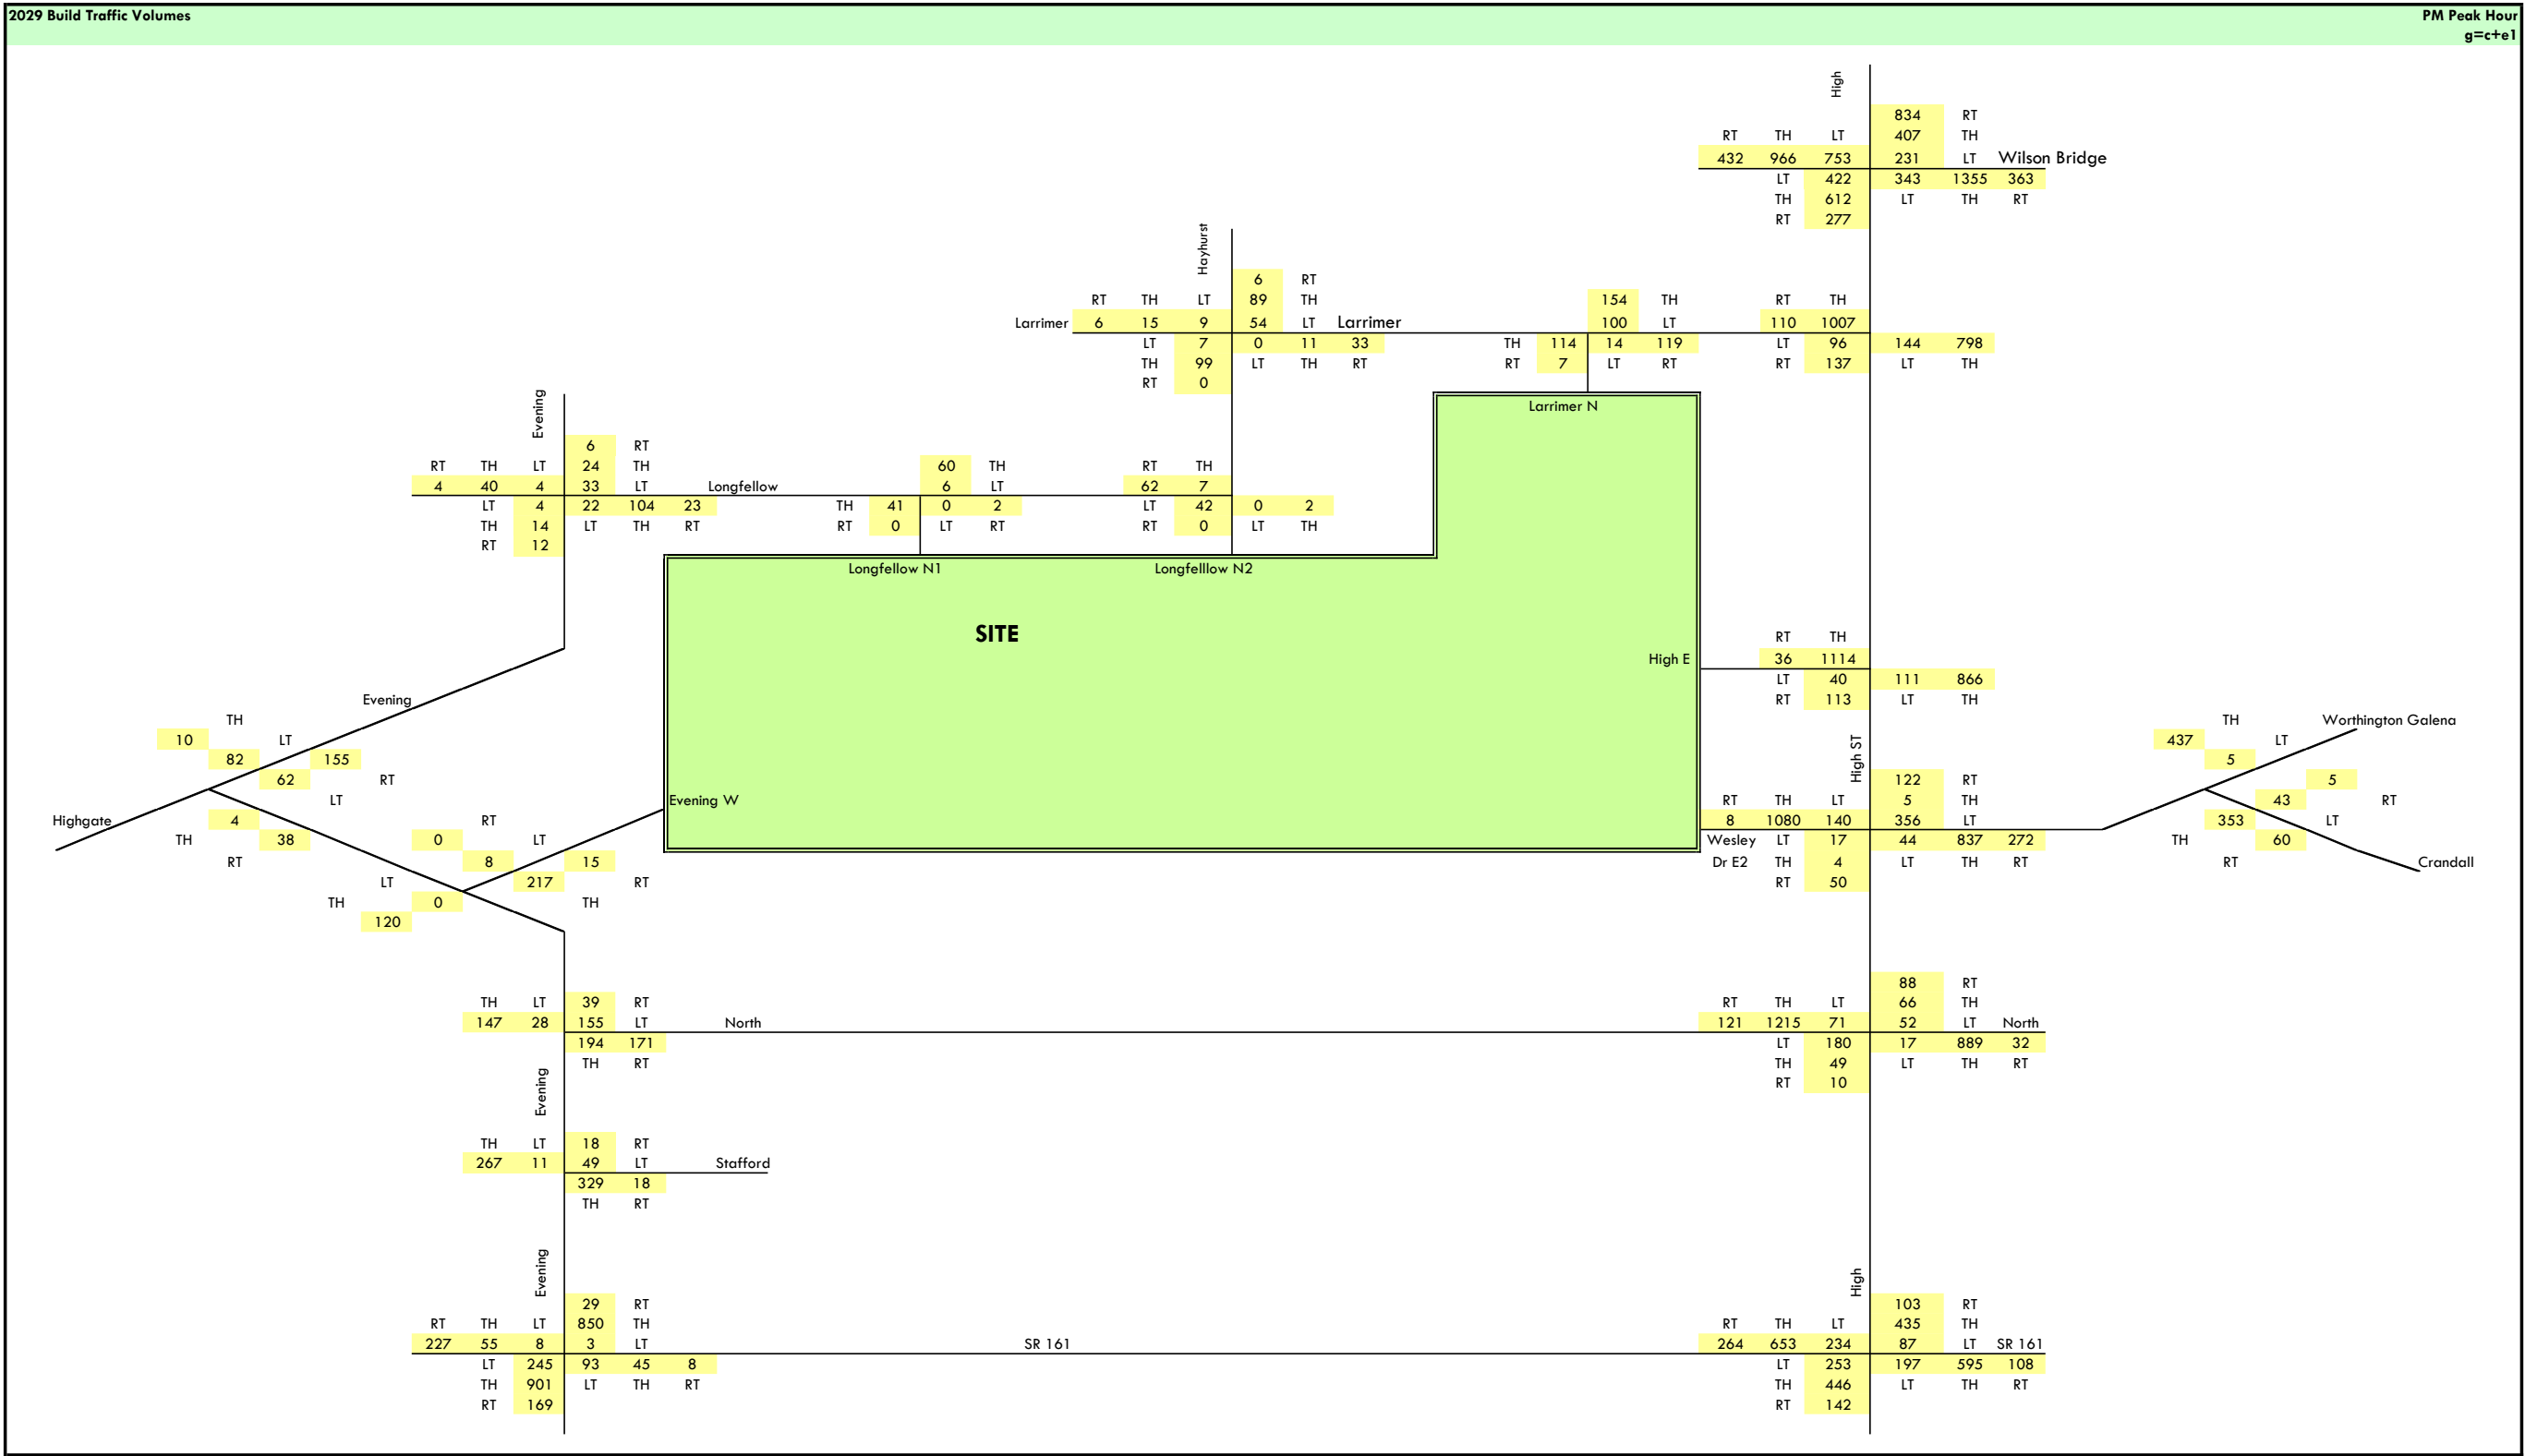 2029 Build Traffic Volumes
PM Peak Hour
g=c+e1
High
834 RT
RT TH LT 407 TH
432 966 753 231 LT Wilson Bridge
LT 422 343 1355 363
TH 612 LT TH RT
RT 277
Hayhurst
6 RT
RT TH LT 89 TH
Larrimer 6 15 9 54 LT Larrimer
LT 7 0 11 33
TH 99 LT TH RT
RT 0
154 TH
100 LT
TH 114 14 119
RT 7 LT RT
Larrimer N
RT TH
110 1007
LT 96 144 798
RT 137 LT TH
Evening
6 RT
RT TH LT 24 TH
4 40 4 33 LT Longfellow
LT 4 22 104 23
TH 14 LT TH RT
RT 12
60 TH
6 LT
TH 41 0 2
RT 0 LT RT
Longfellow N1
RT TH
62 7
LT 42 0 2
RT 0 LT TH
Longfelllow N2
SITE
RT TH
High E 36 1114
LT 40 111 866
RT 113 LT TH
Evening
TH
10 LT
82 155
62 RT
LT
Highgate 4
TH 38
RT
Evening W
0 RT
8 LT 15
LT 217 RT
TH 0 TH
120
High ST
122 RT
RT TH LT 5 TH
8 1080 140 356 LT
Wesley LT 17 44 837 272
Dr E2 TH 4 LT TH RT
RT 50
TH Worthington Galena
437 LT
5
5
43 RT
353 LT
TH 60
RT Crandall
TH LT 39 RT
147 28 155 LT North
194 171
TH RT
Evening
88 RT
RT TH LT 66 TH
121 1215 71 52 LT North
LT 180 17 889 32
TH 49 LT TH RT
RT 10
TH LT 18 RT
267 11 49 LT Stafford
329 18
TH RT
Evening
29 RT
RT TH LT 850 TH
227 55 8 3 LT SR 161
LT 245 93 45 8
TH 901 LT TH RT
RT 169
High
103 RT
RT TH LT 435 TH
264 653 234 87 LT SR 161
LT 253 197 595 108
TH 446 LT TH RT
RT 142